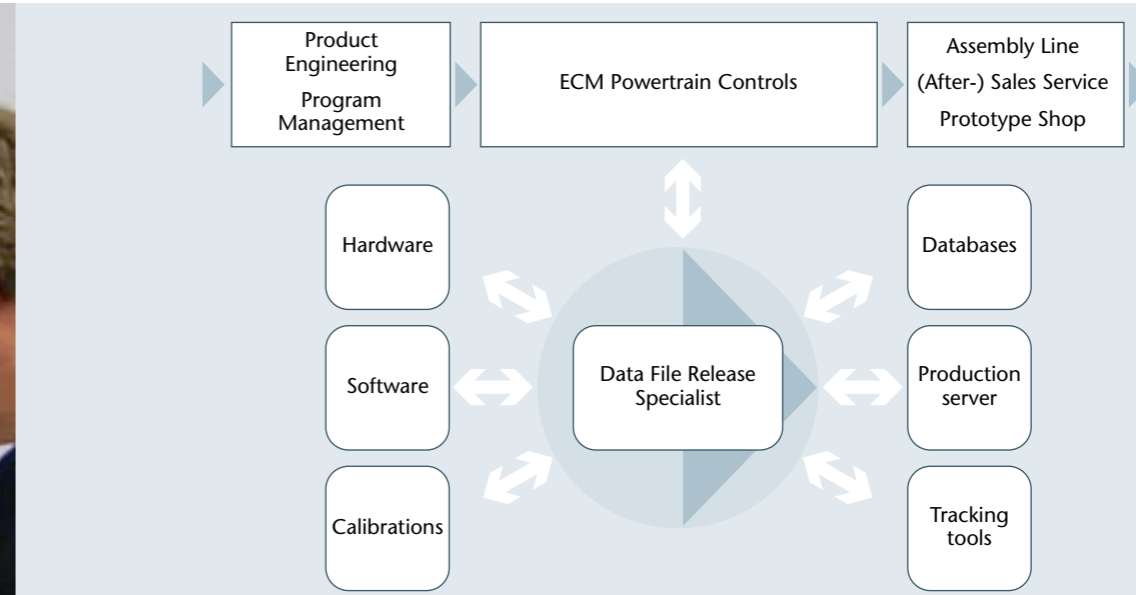 Product
Engineering
Program
Management
ECM Powertrain Controls
Assembly Line
(After-) Sales Service
Prototype Shop
Hardware
Databases
Software
Data File Release
Specialist
Production
server
Calibrations
Tracking
tools